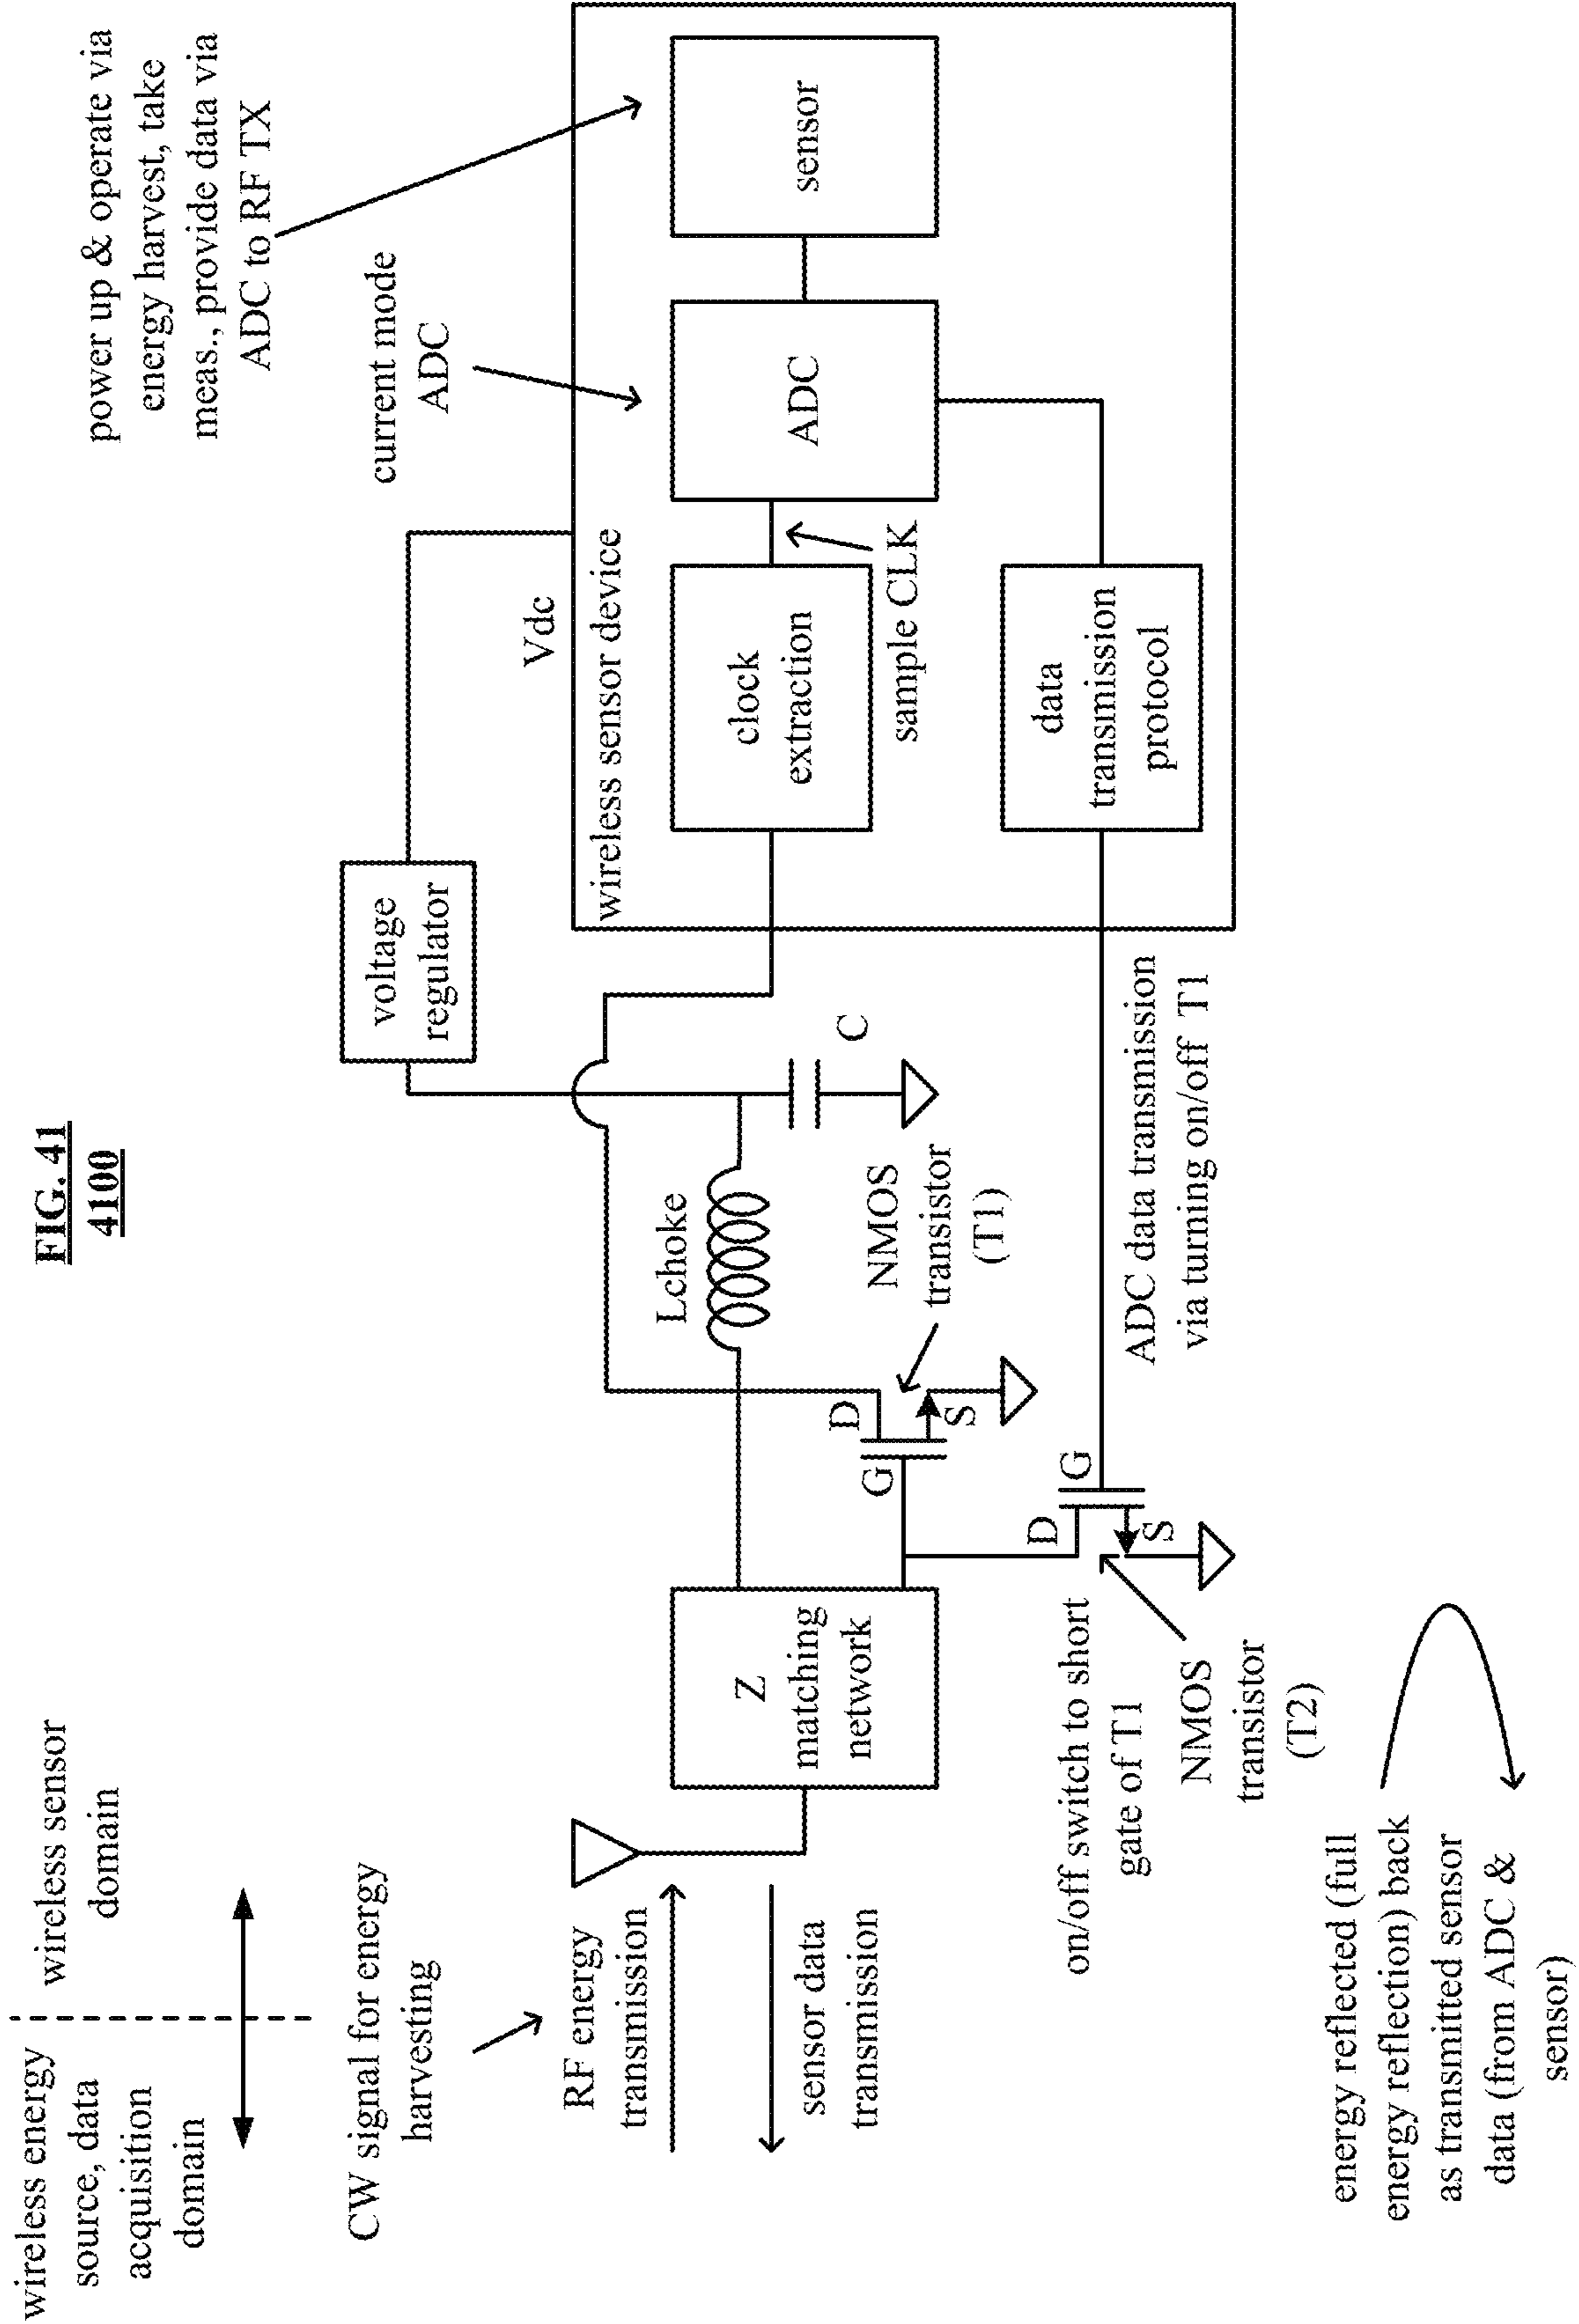 FIG. 41
4100
wireless energy
source, data
acquisition
domain
wireless sensor
domain
CW signal for energy
harvesting
RF energy
transmission
sensor data
transmission
Z
matching
network
Lchoke
C
voltage
regulator
Vdc
power up & operate via
energy harvest, take
meas., provide data via
ADC to RF TX
current mode
ADC
wireless sensor device
clock
extraction
sample CLK
ADC
sensor
data
transmission
protocol
NMOS
transistor
(T1)
D
G
S
D
G
S
ADC data transmission
via turning on/off T1
on/off switch to short
gate of T1
NMOS
transistor
(T2)
energy reflected (full
energy reflection) back
as transmitted sensor
data (from ADC &
sensor)